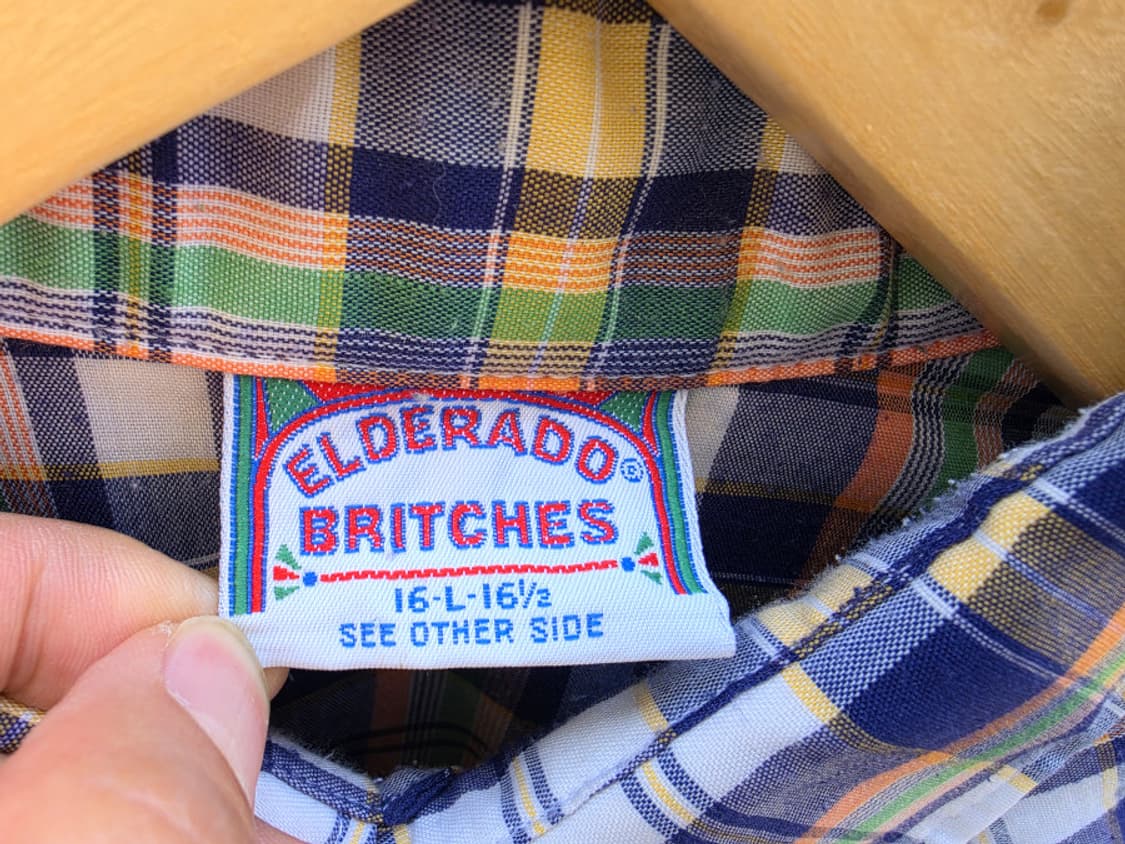 ELDERADO®
BRITCHES
16-L-16½
SEE OTHER SIDE